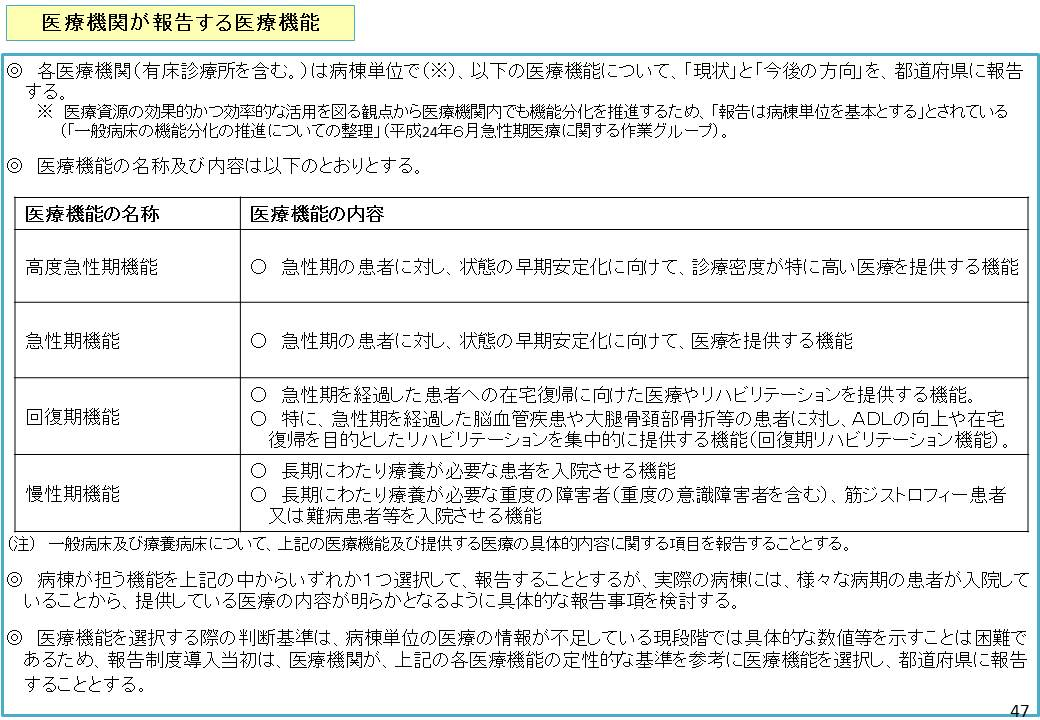 医療機関が報告する医療機能
◎　各医療機関（有床診療所を含む。）は病棟単位で（※）、以下の医療機能について、「現状」と「今後の方向」を、都道府県に報告
する。
※　医療資源の効果的かつ効率的な活用を図る観点から医療機関内でも機能分化を推進するため、「報告は病棟単位を基本とする」とされている
（「一般病床の機能分化の推進についての整理」（平成24年６月急性期医療に関する作業グループ）。
◎　医療機能の名称及び内容は以下のとおりとする。
医療機能の名称
医療機能の内容
高度急性期機能
○　急性期の患者に対し、状態の早期安定化に向けて、診療密度が特に高い医療を提供する機能
急性期機能
○　急性期の患者に対し、状態の早期安定化に向けて、医療を提供する機能
回復期機能
○　急性期を経過した患者への在宅復帰に向けた医療やリハビリテーションを提供する機能。
○　特に、急性期を経過した脳血管疾患や大腿骨頚部骨折等の患者に対し、ＡＤＬの向上や在宅
復帰を目的としたリハビリテーションを集中的に提供する機能（回復期リハビリテーション機能）。
慢性期機能
○　長期にわたり療養が必要な患者を入院させる機能
○　長期にわたり療養が必要な重度の障害者（重度の意識障害者を含む）、筋ジストロフィー患者
又は難病患者等を入院させる機能
（注）　一般病床及び療養病床について、上記の医療機能及び提供する医療の具体的内容に関する項目を報告することとする。
◎　病棟が担う機能を上記の中からいずれか１つ選択して、報告することとするが、実際の病棟には、様々な病期の患者が入院して
いることから、提供している医療の内容が明らかとなるように具体的な報告事項を検討する。
◎　医療機能を選択する際の判断基準は、病棟単位の医療の情報が不足している現段階では具体的な数値等を示すことは困難で
あるため、報告制度導入当初は、医療機関が、上記の各医療機能の定性的な基準を参考に医療機能を選択し、都道府県に報告
することとする。
47